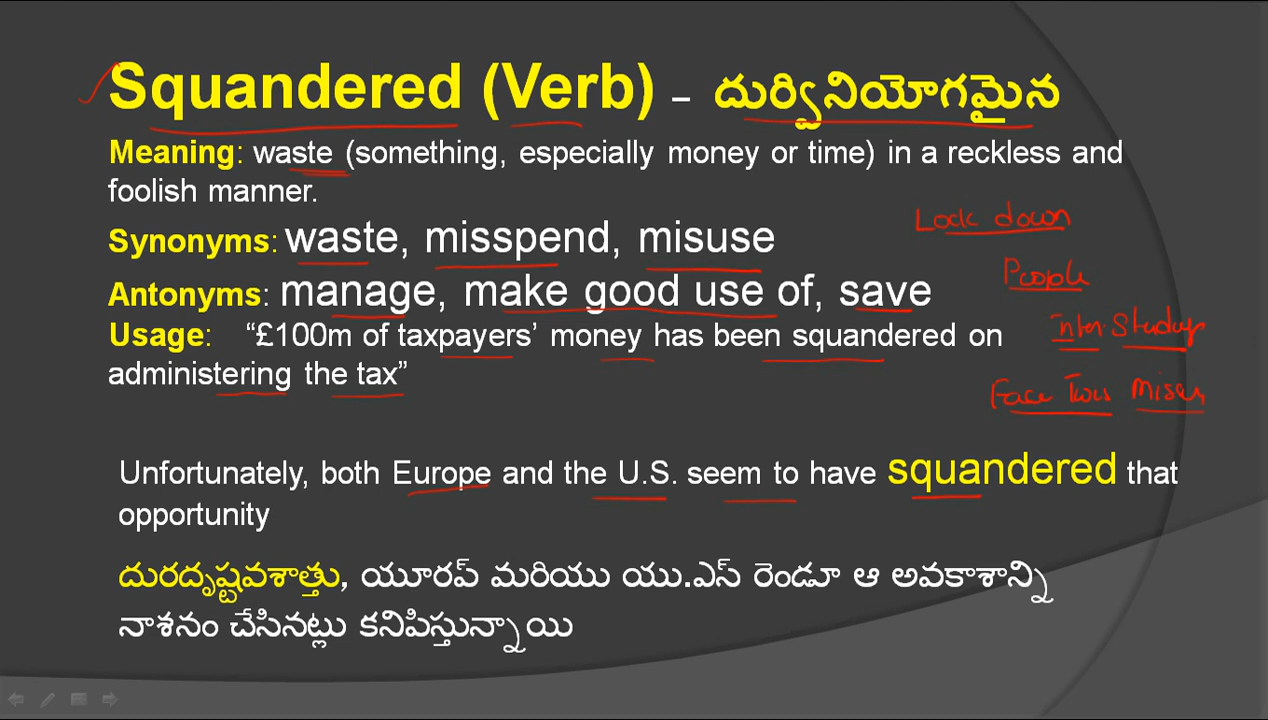 Squandered (Verb) – దుర్వినియోగమైన
Meaning: waste (something, especially money or time) in a reckless and
foolish manner.
Synonyms: waste, misspend, misuse
Antonyms: manage, make good use of, save
Usage: “£100m of taxpayers’ money has been squandered on
administering the tax”
Lock down
People
Inter
Face
Unfortunately, both Europe and the U.S. seem to have squandered that
opportunity
దురదృష్టవశాత్తు, యూరప్ మరియు యు.ఎస్ రెండూ ఆ అవకాశాన్ని
నాశనం చేసినట్లు కనిపిస్తున్నాయి